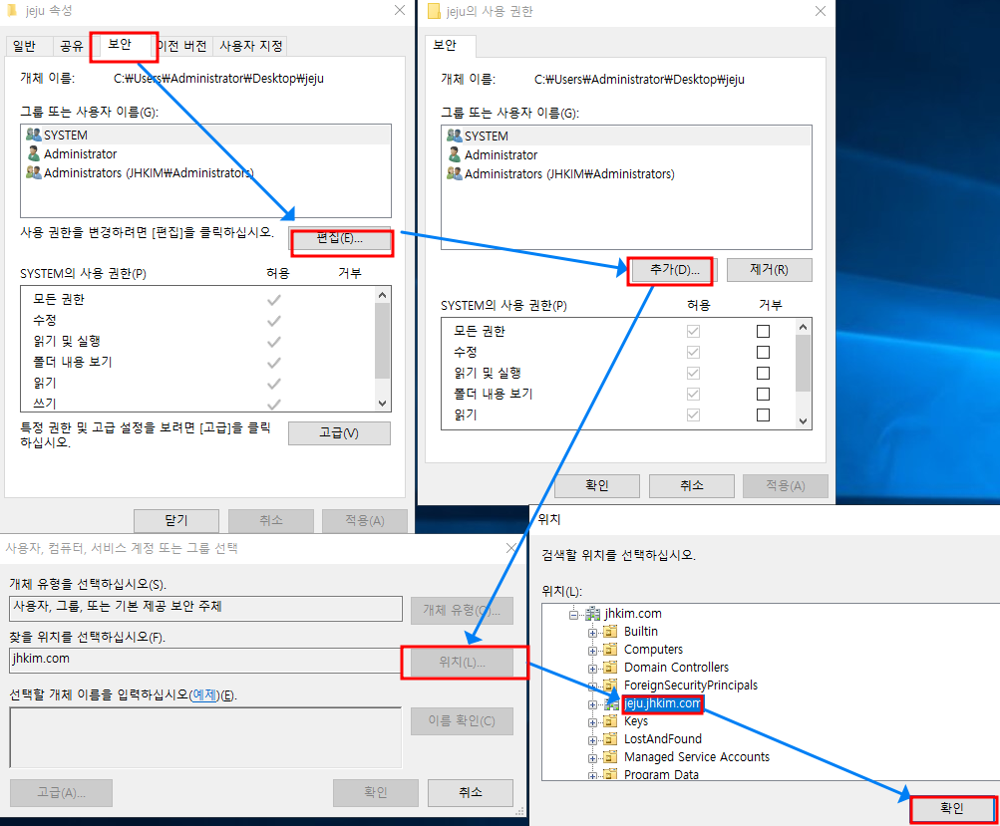 jeju 속성
일반 공유 보안 이전 버전 사용자 지정
개체 이름: C:₩Users₩Administrator₩Desktop₩jeju
그룹 또는 사용자 이름(G):
SYSTEM
Administrator
Administrators (JHKIM₩Administrators)
사용 권한을 변경하려면 [편집]을 클릭하십시오.
편집(E)...
SYSTEM의 사용 권한(P) 허용 거부
모든 권한
수정
읽기 및 실행
폴더 내용 보기
읽기
쓰기
특정 권한 및 고급 설정을 보려면 [고급]을 클릭
하십시오.
고급(V)
닫기 취소 적용(A)
jeju의 사용 권한
보안
개체 이름: C:₩Users₩Administrator₩Desktop₩jeju
그룹 또는 사용자 이름(G):
SYSTEM
Administrator
Administrators (JHKIM₩Administrators)
추가(D)... 제거(R)
SYSTEM의 사용 권한(P) 허용 거부
모든 권한
수정
읽기 및 실행
폴더 내용 보기
읽기
확인 취소 적용(A)
사용자, 컴퓨터, 서비스 계정 또는 그룹 선택
개체 유형을 선택하십시오(S).
사용자, 그룹, 또는 기본 제공 보안 주체
개체 유형(O)...
찾을 위치를 선택하십시오(F).
jhkim.com
위치(L)...
선택할 개체 이름을 입력하십시오(예제)(E).
이름 확인(C)
고급(A)... 확인 취소
위치
검색할 위치를 선택하십시오.
위치(L):
jhkim.com
Builtin
Computers
Domain Controllers
ForeignSecurityPrincipals
jeju.jhkim.com
Keys
LostAndFound
Managed Service Accounts
Program Data
확인